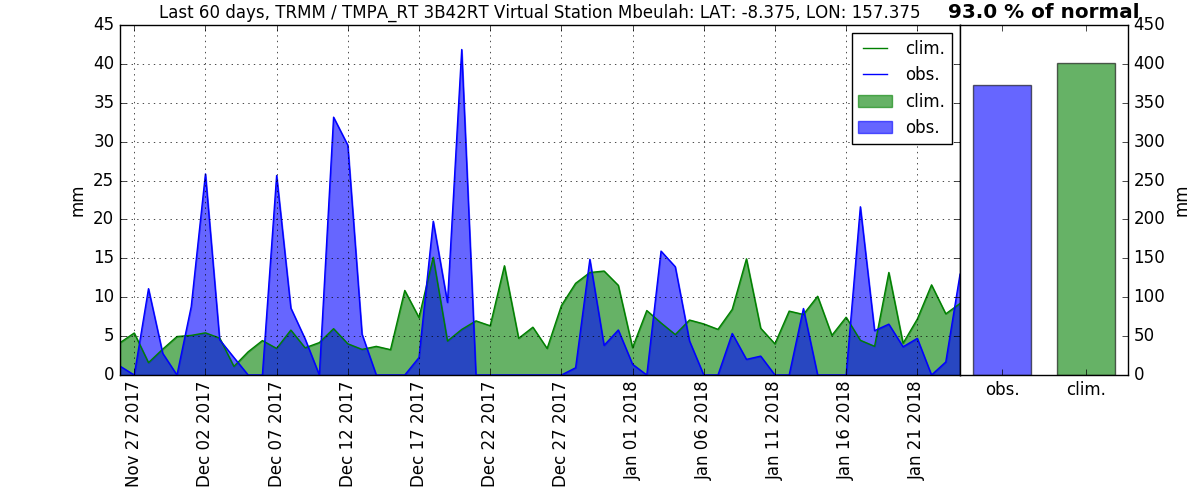 Last 60 days, TRMM / TMPA_RT 3B42RT Virtual Station Mbeulah: LAT: -8.375, LON: 157.375
93.0 % of normal
45
40
35
30
25
20
15
10
5
0
mm
clim.
obs.
clim.
obs.
450
400
350
300
250
200
150
100
50
0
mm
Nov 27 2017
Dec 02 2017
Dec 07 2017
Dec 12 2017
Dec 17 2017
Dec 22 2017
Dec 27 2017
Jan 01 2018
Jan 06 2018
Jan 11 2018
Jan 16 2018
Jan 21 2018
obs.
clim.